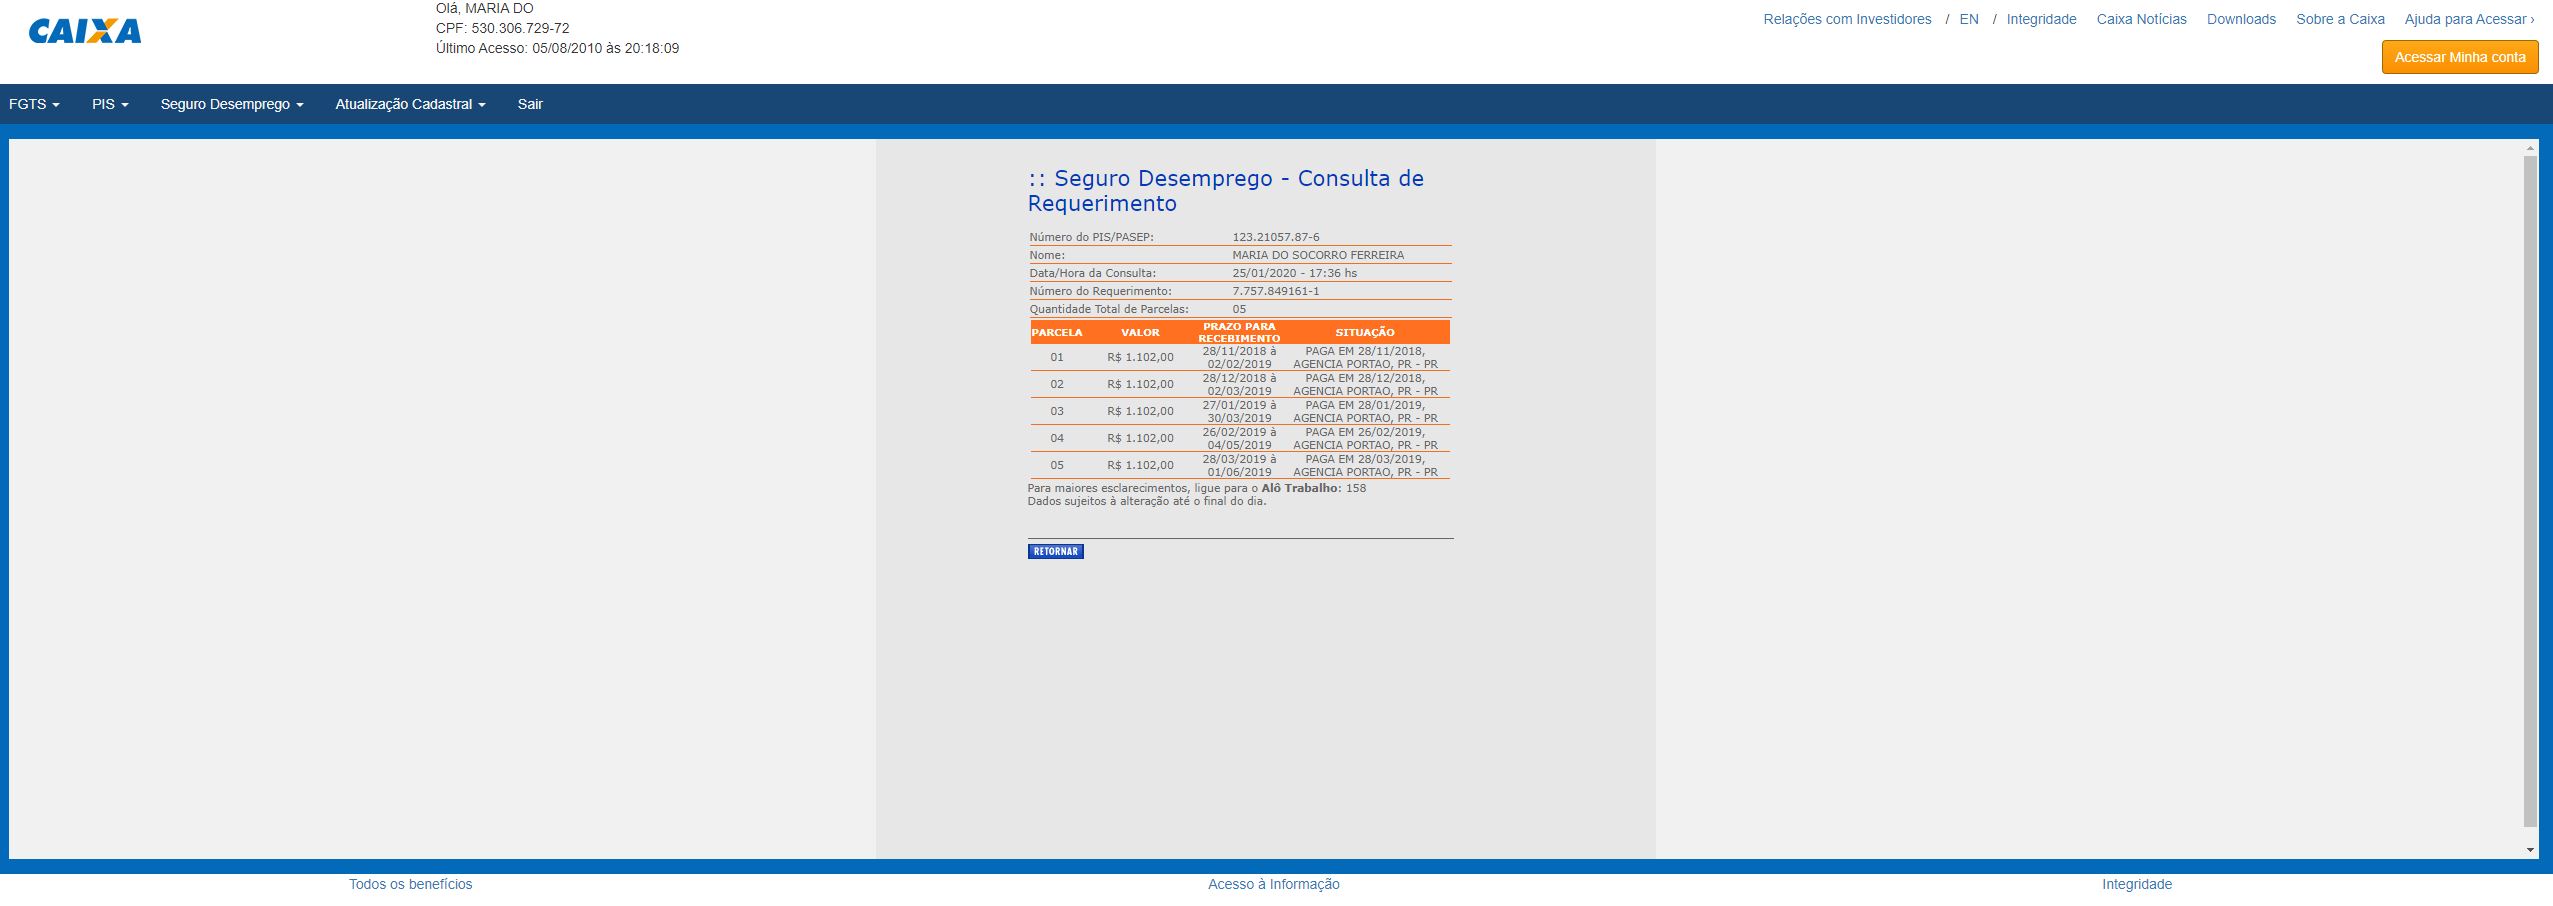 CAIXA
Olá, MARIA DO
CPF: 530.306.729-72
Último Acesso: 05/08/2010 às 20:18:09
Relações com Investidores / EN / Integridade Caixa Notícias Downloads Sobre a Caixa Ajuda para Acessar ›
Acessar Minha conta
FGTS PIS Seguro Desemprego Atualização Cadastral Sair
:: Seguro Desemprego - Consulta de
Requerimento
Número do PIS/PASEP: 123.21057.87-6
Nome: MARIA DO SOCORRO FERREIRA
Data/Hora da Consulta: 25/01/2020 - 17:36 hs
Número do Requerimento: 7.757.849161-1
Quantidade Total de Parcelas: 05
PARCELA VALOR PRAZO PARA RECEBIMENTO SITUAÇÃO
01 R$ 1.102,00 28/11/2018 à 02/02/2019 PAGA EM 28/11/2018, AGENCIA PORTAO, PR - PR
02 R$ 1.102,00 28/12/2018 à 02/03/2019 PAGA EM 28/12/2018, AGENCIA PORTAO, PR - PR
03 R$ 1.102,00 27/01/2019 à 30/03/2019 PAGA EM 28/01/2019, AGENCIA PORTAO, PR - PR
04 R$ 1.102,00 26/02/2019 à 04/05/2019 PAGA EM 26/02/2019, AGENCIA PORTAO, PR - PR
05 R$ 1.102,00 28/03/2019 à 01/06/2019 PAGA EM 28/03/2019, AGENCIA PORTAO, PR - PR
Para maiores esclarecimentos, ligue para o Alô Trabalho: 158
Dados sujeitos à alteração até o final do dia.
RETORNAR
Todos os benefícios Acesso à Informação Integridade